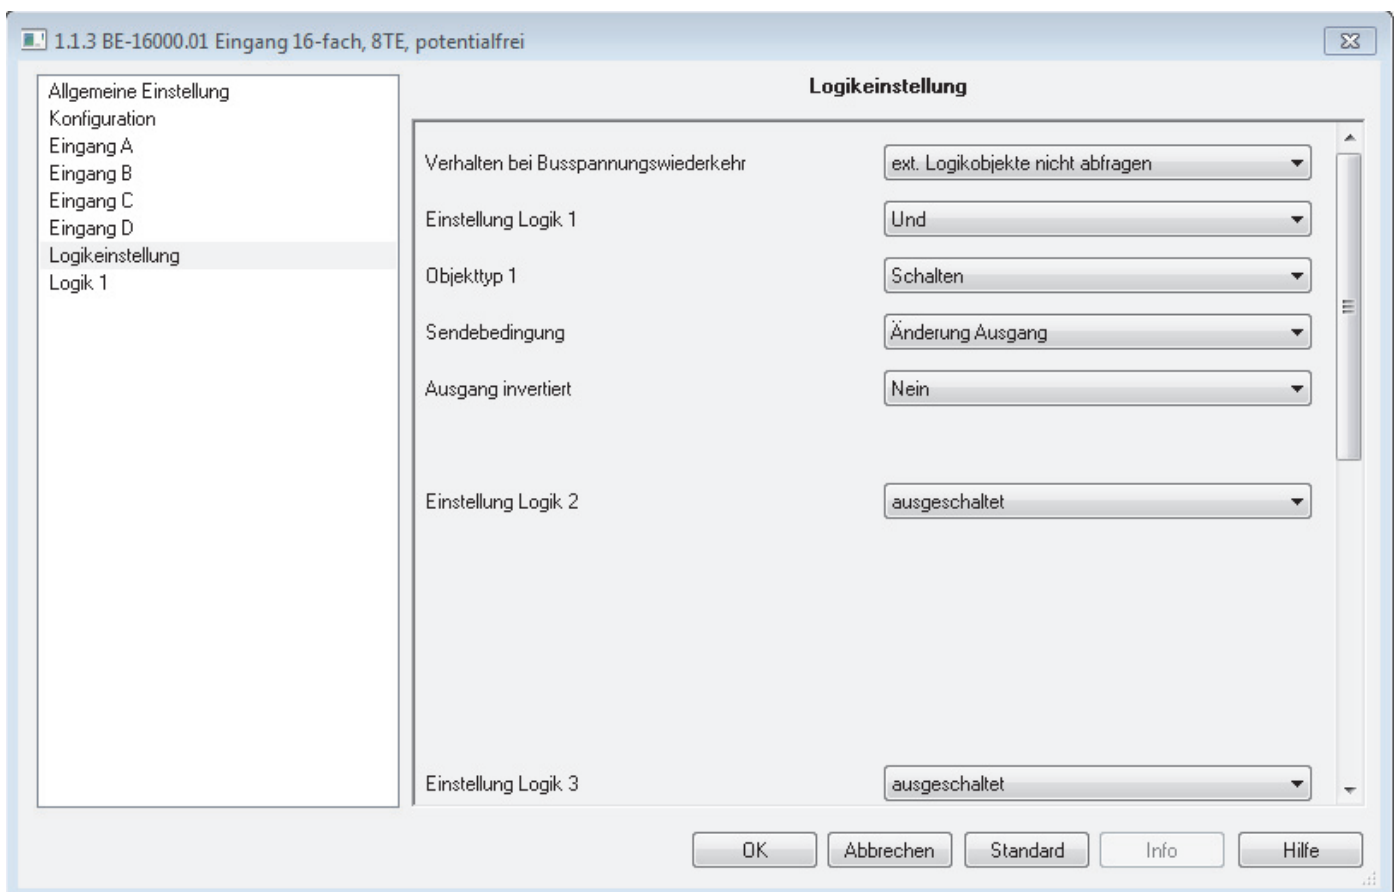 1.1.3 BE-16000.01 Eingang 16-fach, 8TE, potentialfrei
Allgemeine Einstellung
Konfiguration
Eingang A
Eingang B
Eingang C
Eingang D
Logikeinstellung
Logik 1
Logikeinstellung
Verhalten bei Busspannungswiederkehr ext. Logikobjekte nicht abfragen
Einstellung Logik 1 Und
Objekttyp 1 Schalten
Sendebedingung Änderung Ausgang
Ausgang invertiert Nein
Einstellung Logik 2 ausgeschaltet
Einstellung Logik 3 ausgeschaltet
OK Abbrechen Standard Info Hilfe